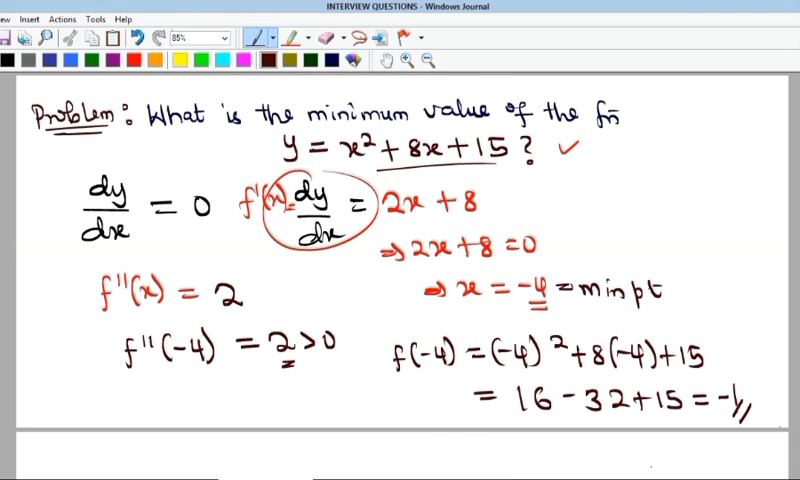 INTERVIEW QUESTIONS - Windows Journal
ew Insert Actions Tools Help
85%
Problem: What is the minimum value of the fn
y = x² + 8x + 15 ? ✓
dy/dx = 0 f'(x) = dy/dx = 2x + 8
⇒ 2x + 8 = 0
f''(x) = 2 ⇒ x = -4 = min pt
f''(-4) = 2 > 0 f(-4) = (-4)² + 8(-4) + 15
= 16 - 32 + 15 = -1//